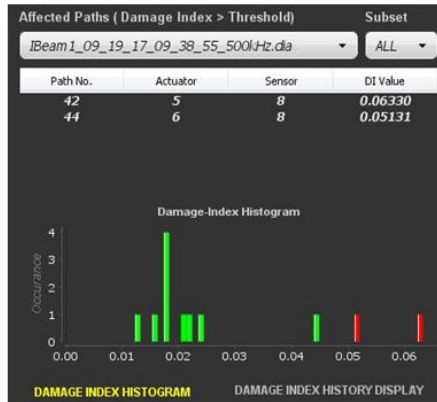 Affected Paths ( Damage Index > Threshold) Subset
IBeam1_09_19_17_09_38_55_500kHz.dia ALL
Path No. Actuator Sensor DI Value
42 5 8 0.06330
44 6 8 0.05131
Damage-Index Histogram
4
3
2
1
0
Occurance
0.00 0.01 0.02 0.03 0.04 0.05 0.06
DAMAGE INDEX HISTOGRAM DAMAGE INDEX HISTORY DISPLAY